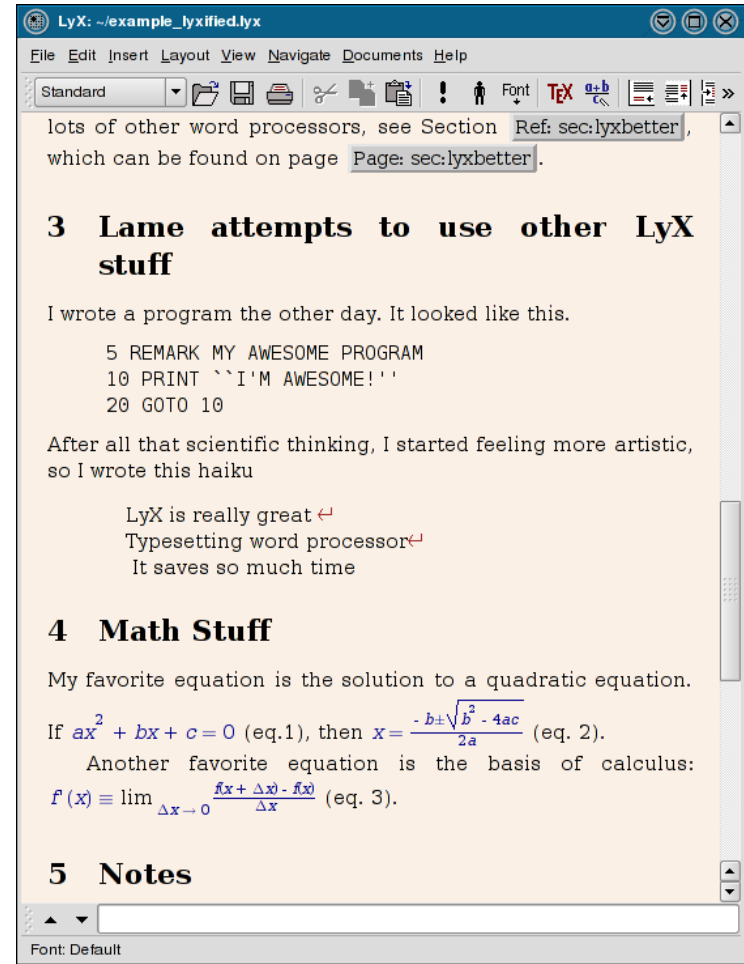 LyX: ~/example_lyxified.lyx
File Edit Insert Layout View Navigate Documents Help
Standard Font TEX a+b c »
lots of other word processors, see Section Ref: sec:lyxbetter,
which can be found on page Page: sec:lyxbetter.
3 Lame attempts to use other LyX
stuff
I wrote a program the other day. It looked like this.
5 REMARK MY AWESOME PROGRAM
10 PRINT ``I'M AWESOME!''
20 GOTO 10
After all that scientific thinking, I started feeling more artistic,
so I wrote this haiku
LyX is really great ↵
Typesetting word processor↵
It saves so much time
4 Math Stuff
My favorite equation is the solution to a quadratic equation.
If ax² + bx + c = 0 (eq.1), then x = (- b±√(b² - 4ac))/(2a) (eq. 2).
Another favorite equation is the basis of calculus:
f' (x) ≡ lim Δx → 0 (f(x + Δx) - f(x))/(Δx) (eq. 3).
5 Notes
Font: Default